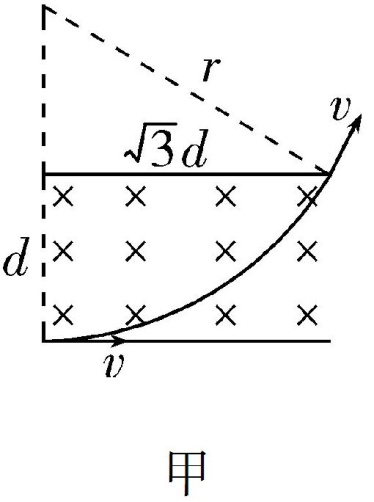 r
v
√3d
× × × ×
d
× × × ×
× × × ×
v
甲